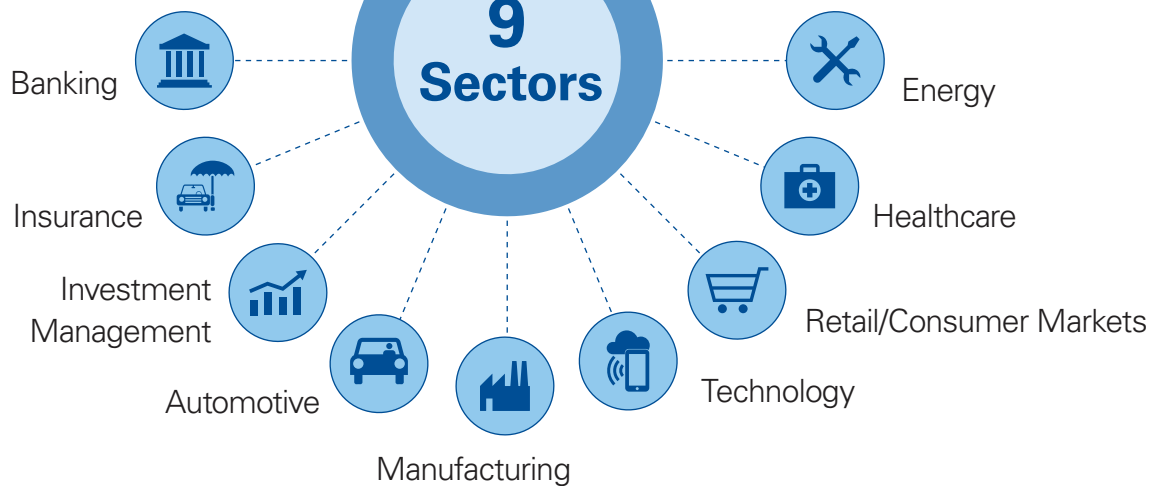 9
Sectors
Banking
Insurance
Investment
Management
Automotive
Manufacturing
Technology
Retail/Consumer Markets
Healthcare
Energy